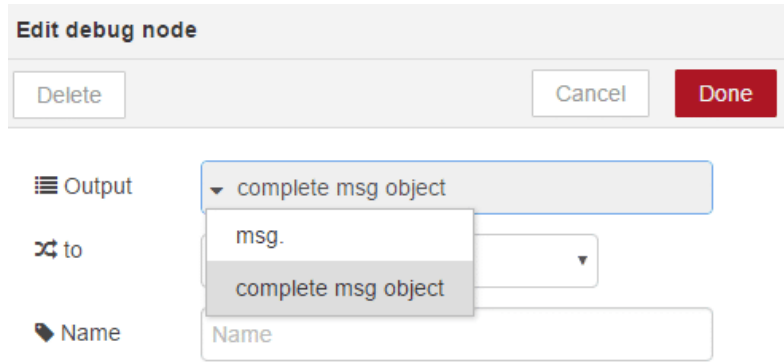 Edit debug node
Delete Cancel Done
Output complete msg object
msg.
to
complete msg object
Name Name